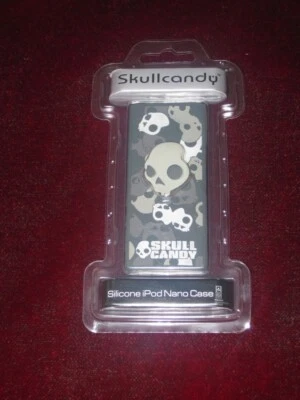 Skullcandy
SKULL
CANDY
Silicone iPod Nano Case